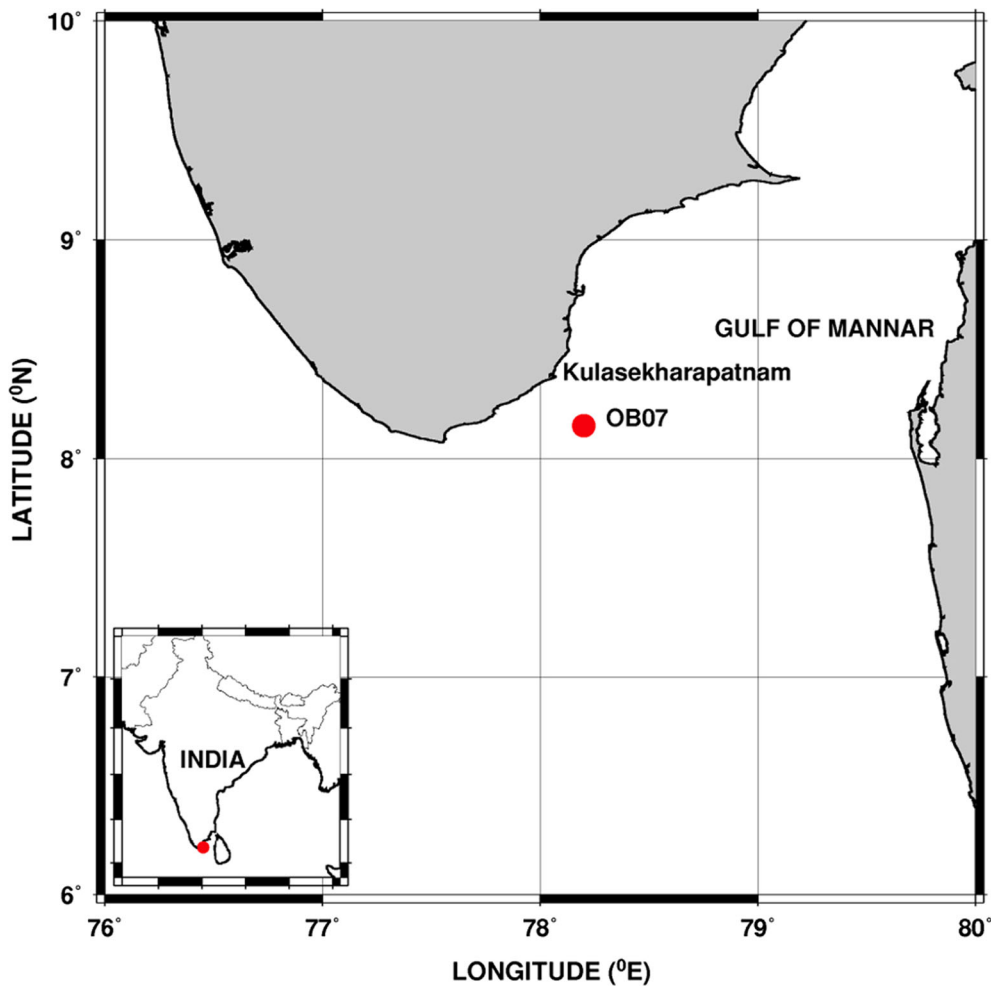 10°
9°
8°
7°
6°
LATITUDE (⁰N)
GULF OF MANNAR
Kulasekharapatnam
OB07
INDIA
76°
77°
78°
79°
80°
LONGITUDE (⁰E)